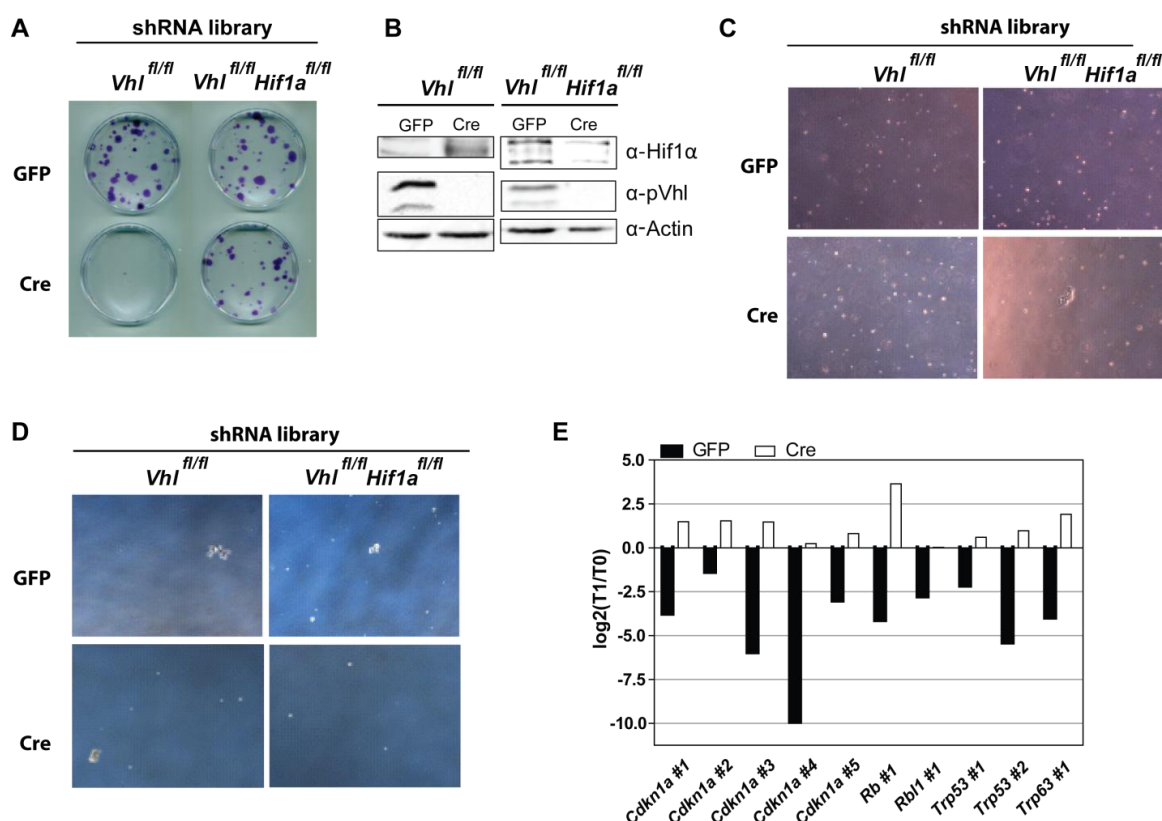 A
shRNA library
Vhl fl/fl Vhl fl/fl Hif1a fl/fl
GFP
Cre
B
Vhl fl/fl Vhl fl/fl Hif1a fl/fl
GFP Cre GFP Cre
α-Hif1α
α-pVhl
α-Actin
C
shRNA library
Vhl fl/fl Vhl fl/fl Hif1a fl/fl
GFP
Cre
D
shRNA library
Vhl fl/fl Vhl fl/fl Hif1a fl/fl
GFP
Cre
E
GFP Cre
5.0
2.5
0.0
-2.5
-5.0
-7.5
-10.0
log2(T1/T0)
Cdkn1a #1
Cdkn1a #2
Cdkn1a #3
Cdkn1a #4
Cdkn1a #5
Rb #1
Rbl1 #1
Trp53 #1
Trp53 #2
Trp63 #1